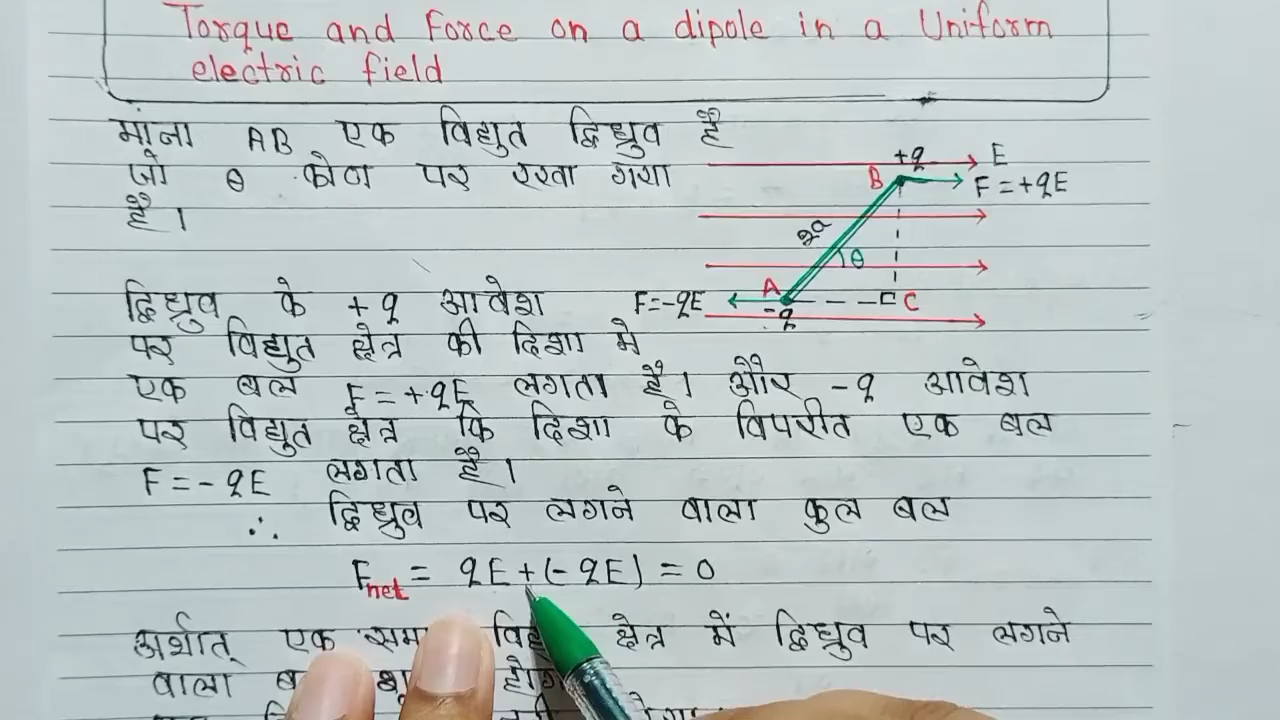 Torque and Force on a dipole in a Uniform
electric field
माना AB एक विद्युत द्विध्रुव है
जो θ कोण पर रखा गया
है।
+q
E
B
F=+qE
2a
θ
A
F=-qE
C
-q
द्विध्रुव के +q आवेश
पर विद्युत क्षेत्र की दिशा मे
एक बल F=+qE लगता है। और -q आवेश
पर विद्युत क्षेत्र कि दिशा के विपरीत एक बल
F=-qE लगता है।
∴ द्विध्रुव पर लगने वाला कुल बल
Fnet = qE+(-qE) = 0
अर्थात् एक क्षेत्र में द्विध्रुव पर लगने
वाला